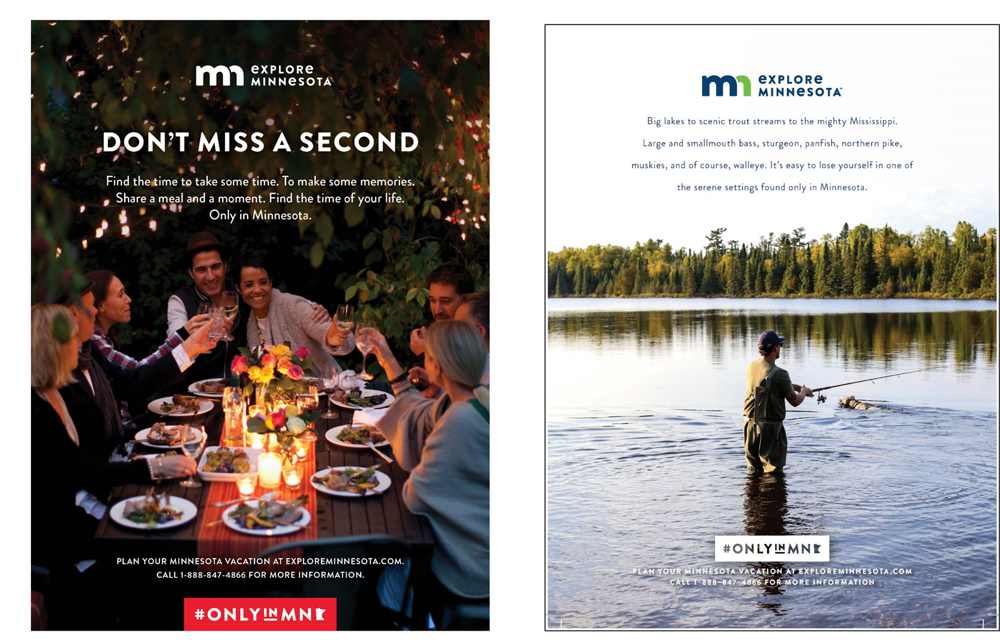 mn EXPLORE
MINNESOTA
DON'T MISS A SECOND
Find the time to take some time. To make some memories.
Share a meal and a moment. Find the time of your life.
Only in Minnesota.
PLAN YOUR MINNESOTA VACATION AT EXPLOREMINNESOTA.COM.
CALL 1-888-847-4866 FOR MORE INFORMATION.
#ONLYINMN
mn EXPLORE
MINNESOTA™
Big lakes to scenic trout streams to the mighty Mississippi.
Large and smallmouth bass, sturgeon, panfish, northern pike,
muskies, and of course, walleye. It's easy to lose yourself in one of
the serene settings found only in Minnesota.
#ONLYINMN
PLAN YOUR MINNESOTA VACATION AT EXPLOREMINNESOTA.COM
CALL 1-888-847-4866 FOR MORE INFORMATION